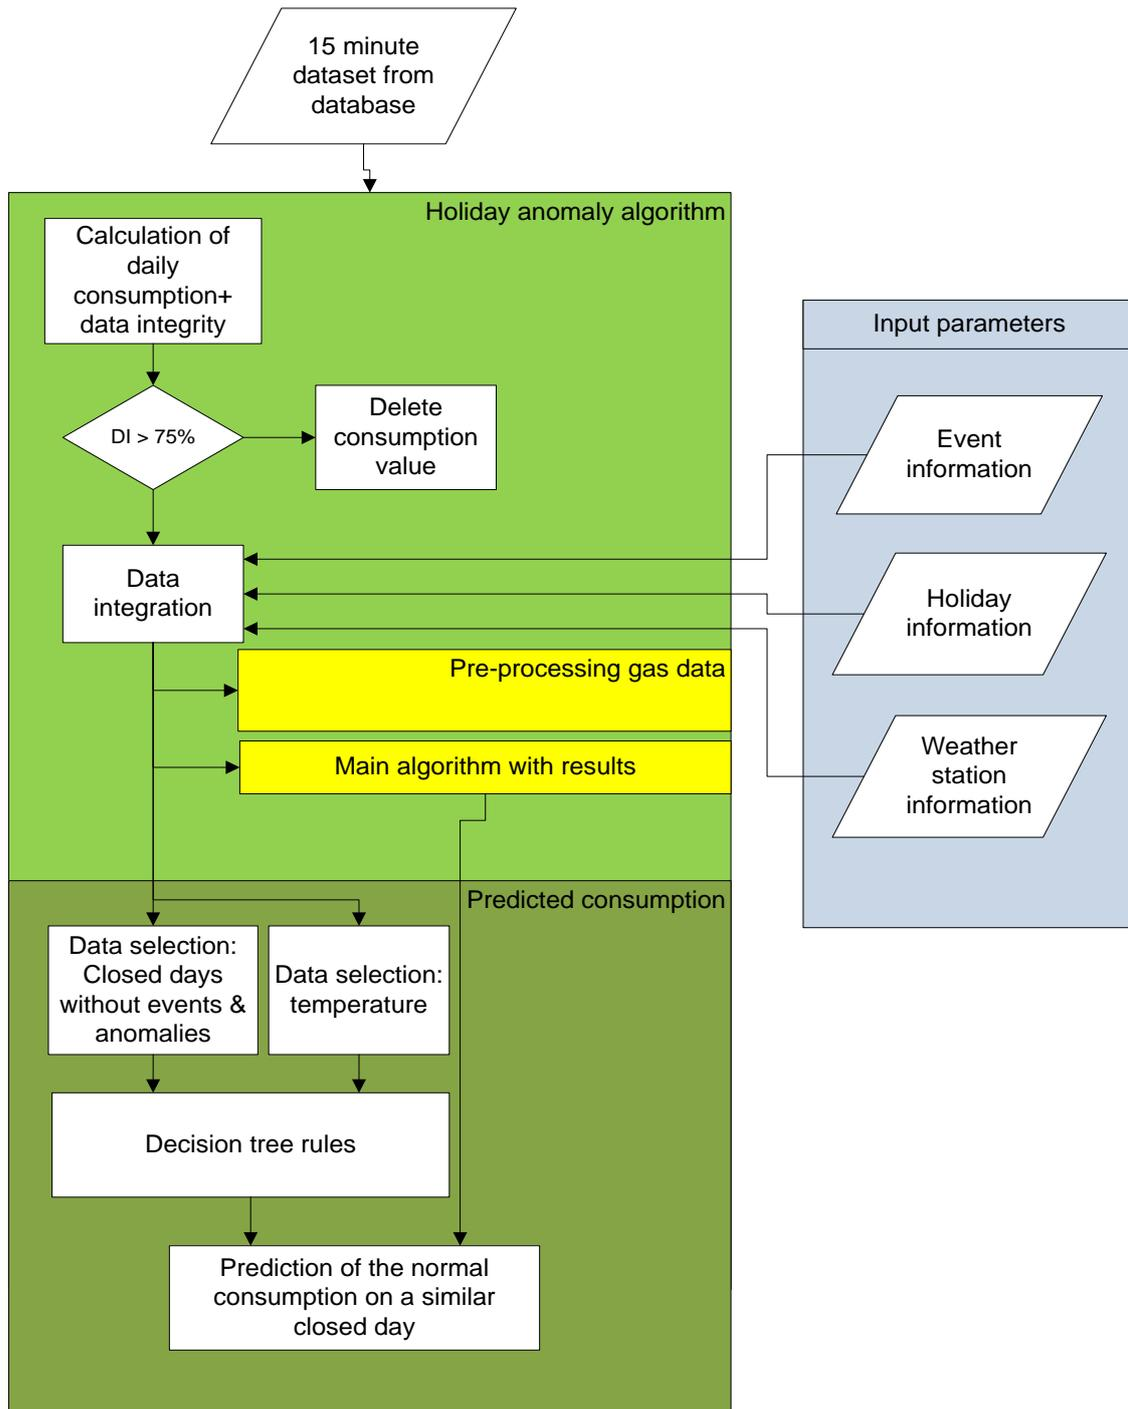 15 minute
dataset from
database
Holiday anomaly algorithm
Calculation of
daily
consumption+
data integrity
Input parameters
DI > 75%
Delete
consumption
value
Event
information
Data
integration
Holiday
information
Pre-processing gas data
Main algorithm with results
Weather
station
information
Predicted consumption
Data selection:
Closed days
without events &
anomalies
Data selection:
temperature
Decision tree rules
Prediction of the normal
consumption on a similar
closed day